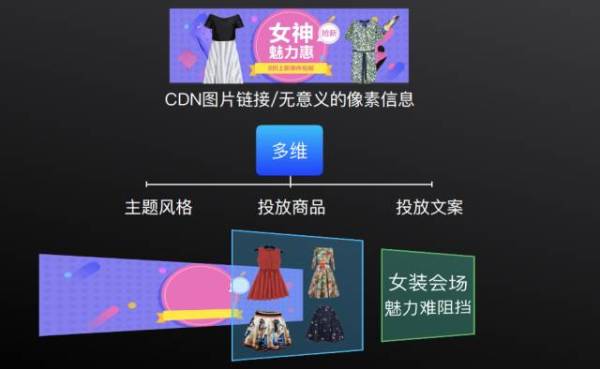 女神
抢新
魅力惠
CDN图片链接/无意义的像素信息
多维
主题风格
投放商品
投放文案
女装会场
魅力难阻挡